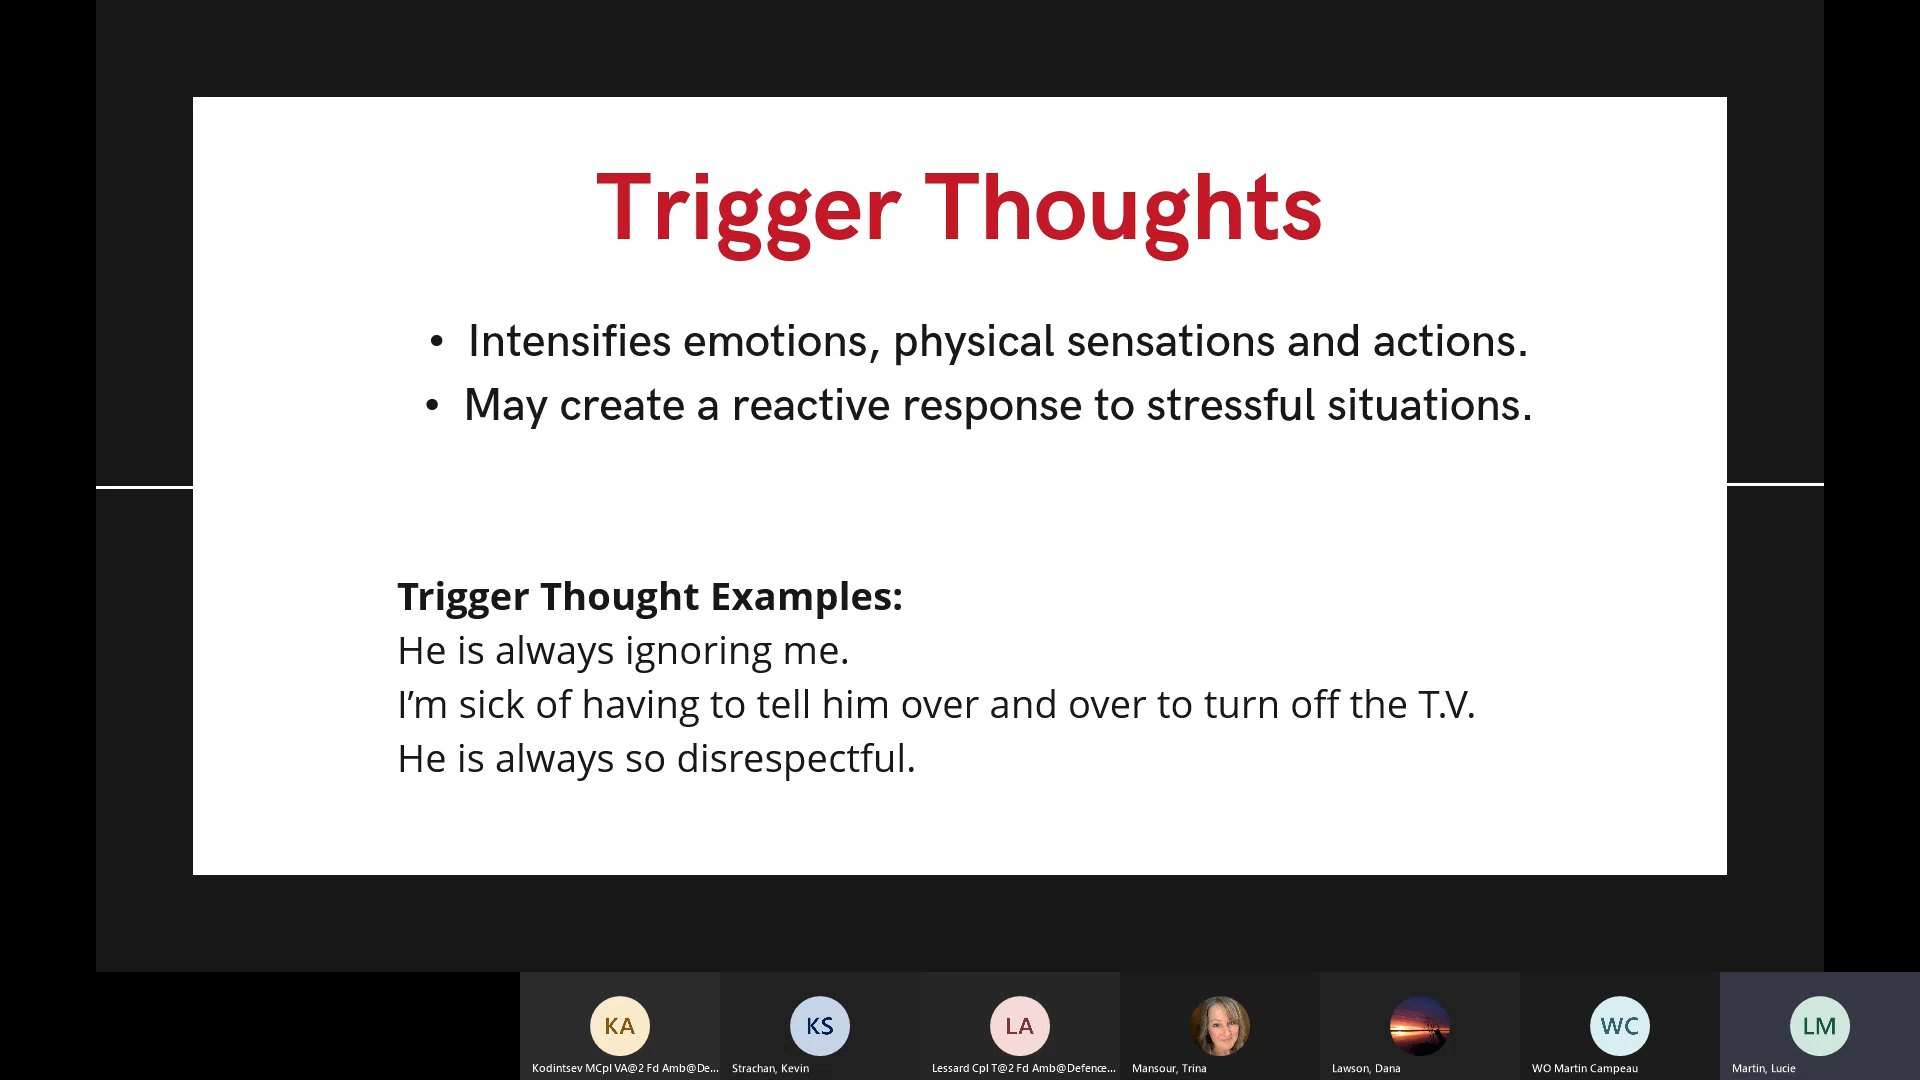 Trigger Thoughts
• Intensifies emotions, physical sensations and actions.
• May create a reactive response to stressful situations.
Trigger Thought Examples:
He is always ignoring me.
I’m sick of having to tell him over and over to turn off the T.V.
He is always so disrespectful.
KA
KS
LA
WC
LM
Kodintsev MCpl VA@2 Fd Amb@De...
Strachan, Kevin
Lessard Cpl T@2 Fd Amb@Defence...
Mansour, Trina
Lawson, Dana
WO Martin Campeau
Martin, Lucie